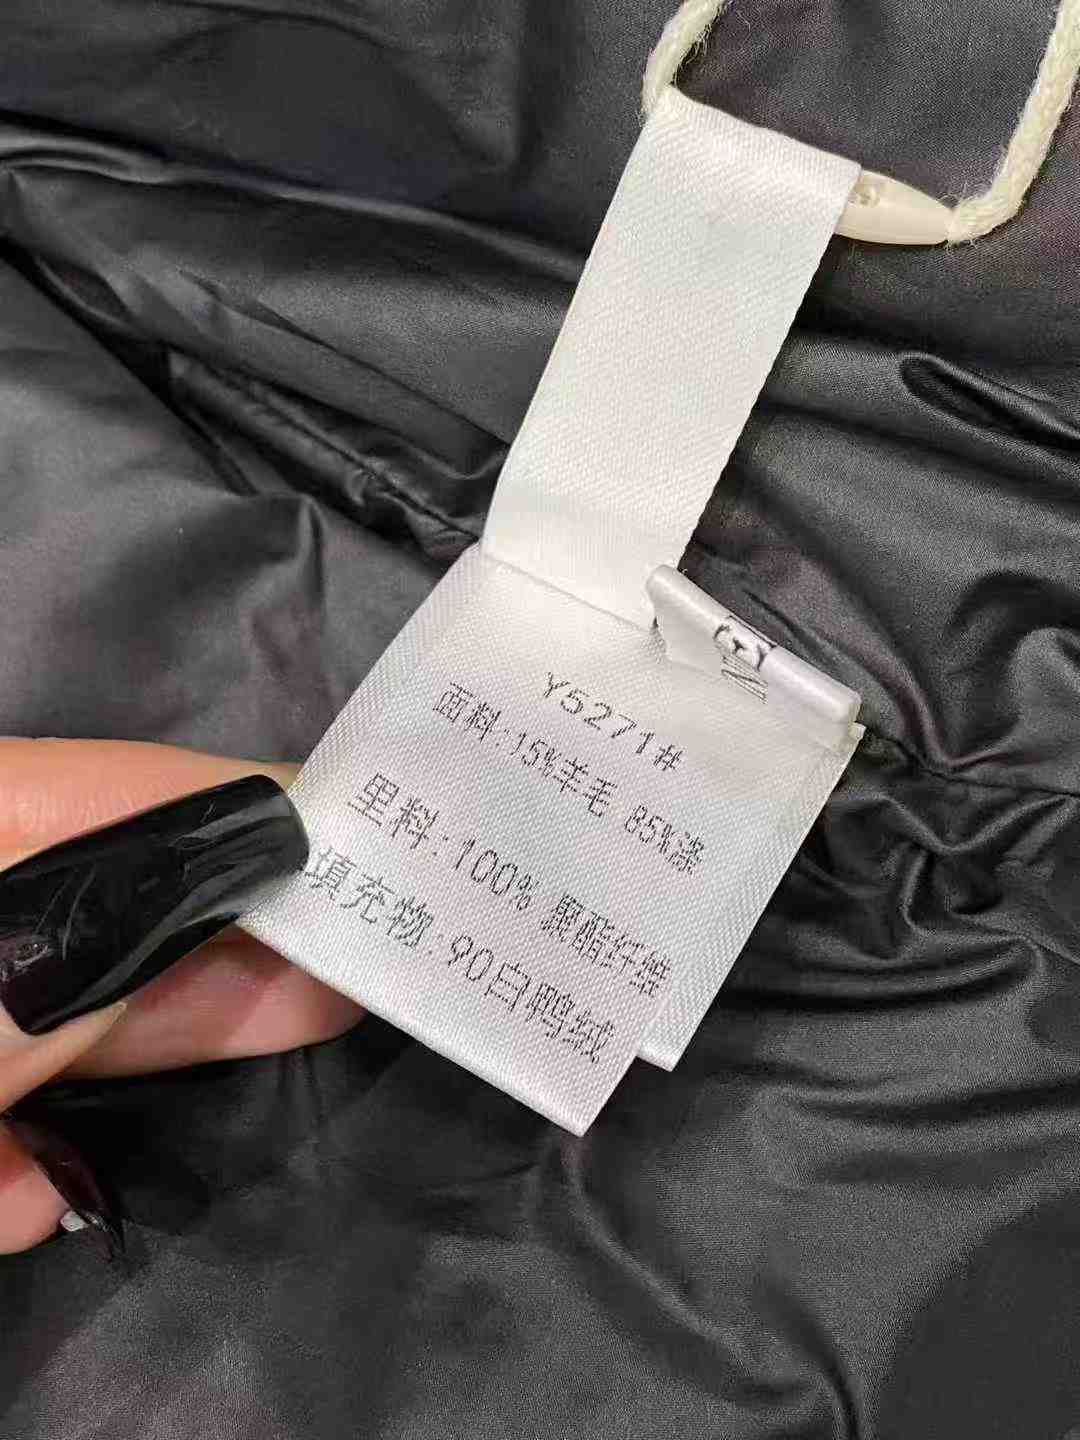 Y5271#
面料:15%羊毛 85%涤
里料:100% 聚酯纤维
填充物:90白鸭绒